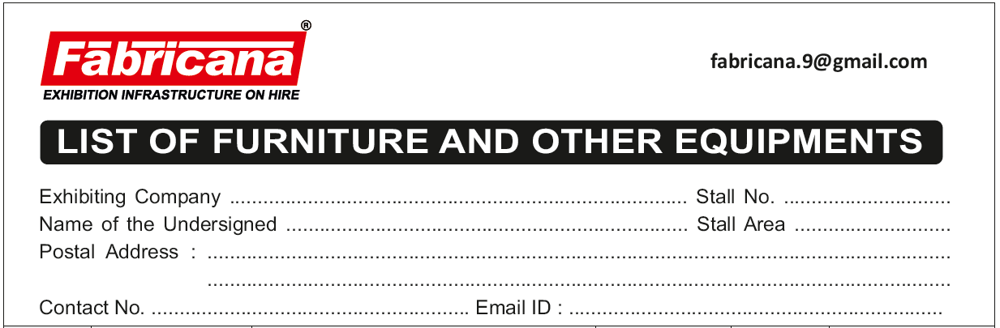 Fabricana®
EXHIBITION INFRASTRUCTURE ON HIRE
fabricana.9@gmail.com
LIST OF FURNITURE AND OTHER EQUIPMENTS
Exhibiting Company .................................................................................. Stall No. ..............................
Name of the Undersigned ........................................................................ Stall Area ............................
Postal Address : .....................................................................................................................................
.....................................................................................................................................
Contact No. ......................................................... Email ID : ...................................................................